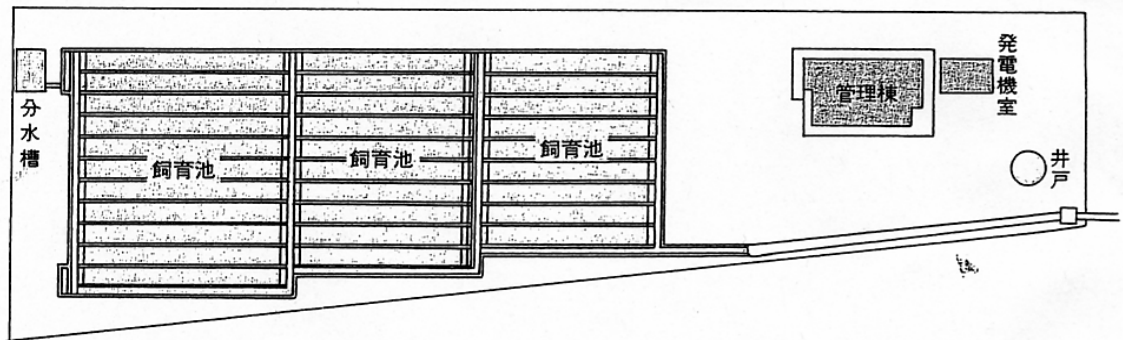 分水槽
飼育池
飼育池
飼育池
管理棟
発電機室
井戸